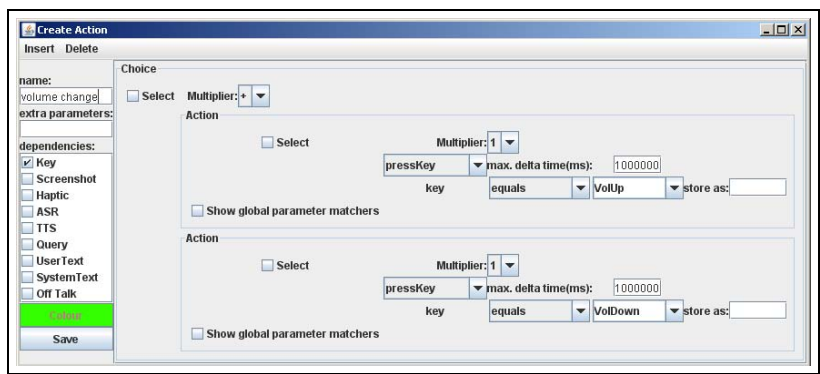 Create Action
Insert Delete
name:
volume change
extra parameters:
dependencies:
Key
Screenshot
Haptic
ASR
TTS
Query
UserText
SystemText
Off Talk
Colour
Save
Choice
Select Multiplier: +
Action
Select Multiplier: 1
pressKey max. delta time(ms): 1000000
key equals VolUp store as:
Show global parameter matchers
Action
Select Multiplier: 1
pressKey max. delta time(ms): 1000000
key equals VolDown store as:
Show global parameter matchers